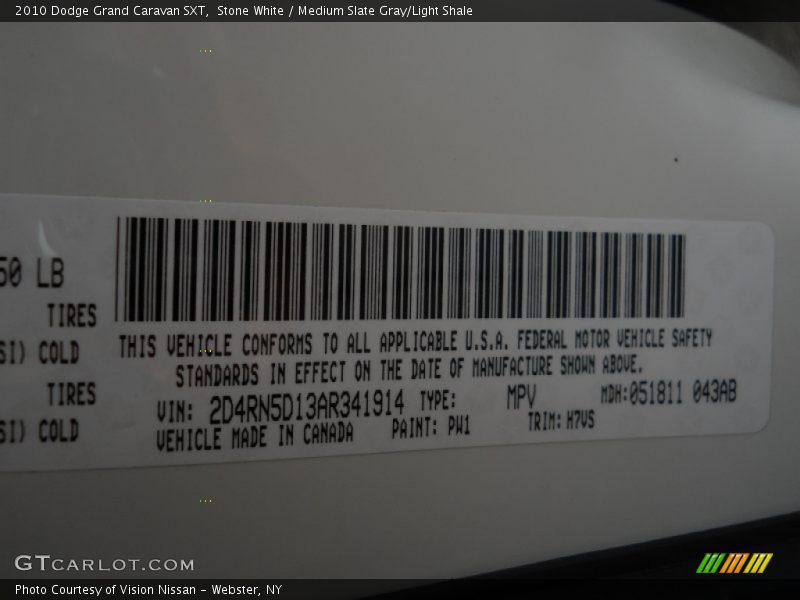 2010 Dodge Grand Caravan SXT,  Stone White / Medium Slate Gray/Light Shale
50 LB
TIRES
SI) COLD
TIRES
SI) COLD
THIS VEHICLE CONFORMS TO ALL APPLICABLE U.S.A. FEDERAL MOTOR VEHICLE SAFETY
STANDARDS IN EFFECT ON THE DATE OF MANUFACTURE SHOWN ABOVE.
VIN: 2D4RN5D13AR341914 TYPE: MPV MDH:051811 043AB
VEHICLE MADE IN CANADA PAINT: PW1 TRIM: H7VS
GTCARLOT.COM
Photo Courtesy of Vision Nissan - Webster, NY